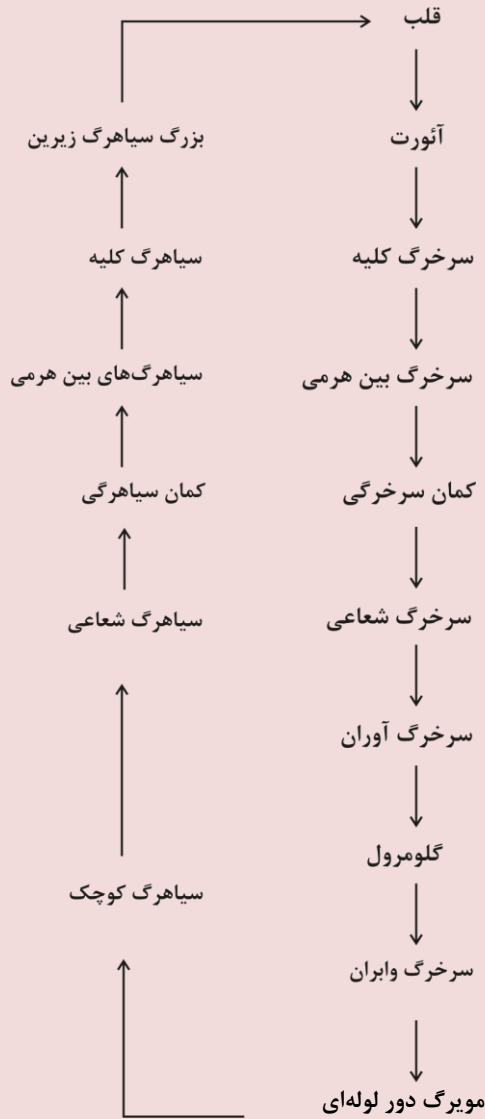 قلب
آئورت
سرخرگ کلیه
سرخرگ بین هرمی
کمان سرخرگی
سرخرگ شعاعی
سرخرگ آوران
گلومرول
سرخرگ وابران
مویرگ دور لوله‌ای
سیاهرگ کوچک
سیاهرگ شعاعی
کمان سیاهرگی
سیاهرگ‌های بین هرمی
سیاهرگ کلیه
بزرگ سیاهرگ زیرین